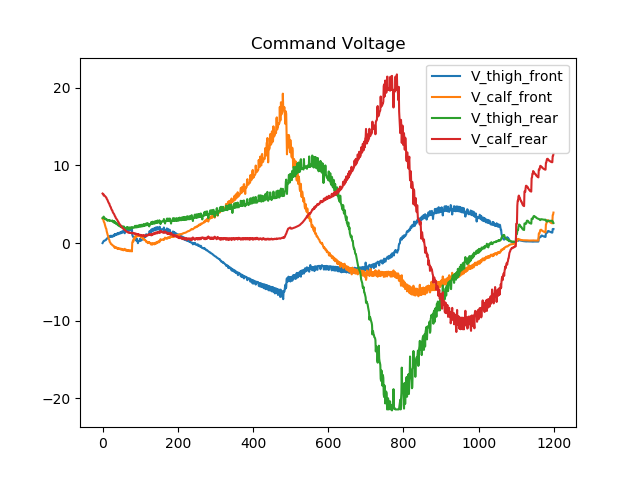 Command Voltage
V_thigh_front
V_calf_front
V_thigh_rear
V_calf_rear
20
10
0
−10
−20
0 200 400 600 800 1000 1200